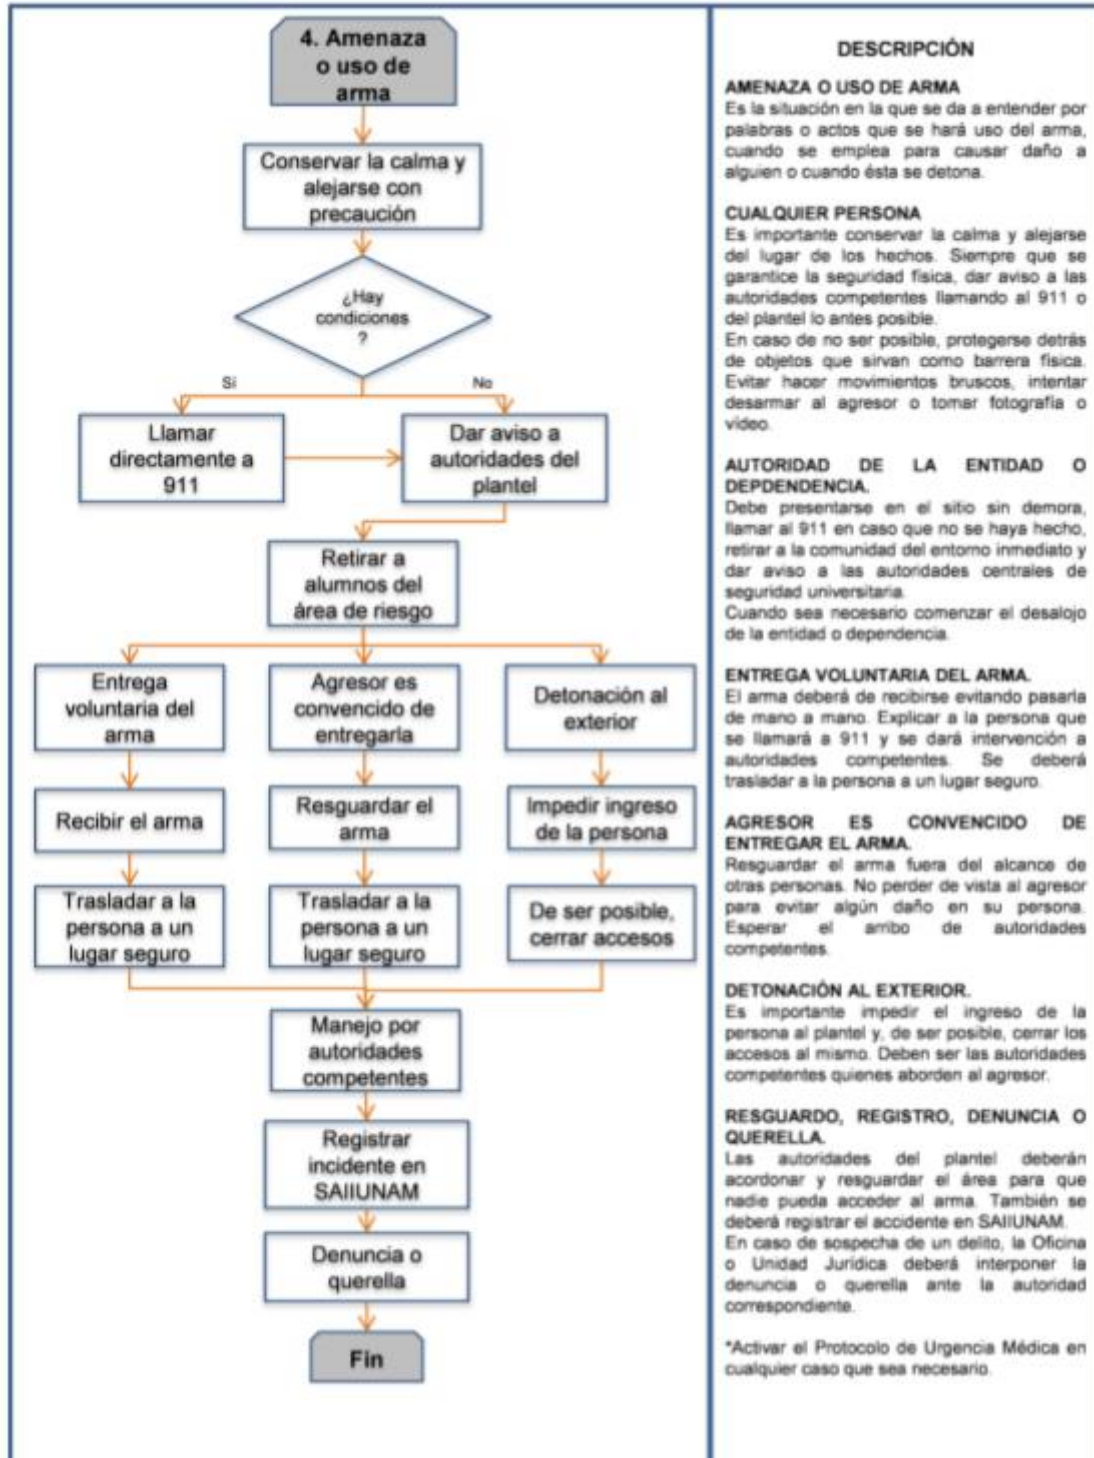 4. Amenaza
o uso de
arma
Conservar la calma y
alejarse con
precaución
¿Hay
condiciones
?
Sí
No
Llamar
directamente a
911
Dar aviso a
autoridades del
plantel
Retirar a
alumnos del
área de riesgo
Entrega
voluntaria del
arma
Agresor es
convencido de
entregarla
Detonación al
exterior
Recibir el arma
Resguardar el
arma
Impedir ingreso
de la persona
Trasladar a la
persona a un
lugar seguro
Trasladar a la
persona a un
lugar seguro
De ser posible,
cerrar accesos
Manejo por
autoridades
competentes
Registrar
incidente en
SAIIUNAM
Denuncia o
querella
Fin
DESCRIPCIÓN
AMENAZA O USO DE ARMA
Es la situación en la que se da a entender por
palabras o actos que se hará uso del arma,
cuando se emplea para causar daño a
alguien o cuando ésta se detona.
CUALQUIER PERSONA
Es importante conservar la calma y alejarse
del lugar de los hechos. Siempre que se
garantice la seguridad física, dar aviso a las
autoridades competentes llamando al 911 o
del plantel lo antes posible.
En caso de no ser posible, protegerse detrás
de objetos que sirvan como barrera física.
Evitar hacer movimientos bruscos, intentar
desarmar al agresor o tomar fotografía o
vídeo.
AUTORIDAD DE LA ENTIDAD O
DEPDENDENCIA.
Debe presentarse en el sitio sin demora,
llamar al 911 en caso que no se haya hecho,
retirar a la comunidad del entorno inmediato y
dar aviso a las autoridades centrales de
seguridad universitaria.
Cuando sea necesario comenzar el desalojo
de la entidad o dependencia.
ENTREGA VOLUNTARIA DEL ARMA.
El arma deberá de recibirse evitando pasarla
de mano a mano. Explicar a la persona que
se llamará a 911 y se dará intervención a
autoridades competentes. Se deberá
trasladar a la persona a un lugar seguro.
AGRESOR ES CONVENCIDO DE
ENTREGAR EL ARMA.
Resguardar el arma fuera del alcance de
otras personas. No perder de vista al agresor
para evitar algún daño en su persona.
Esperar el arribo de autoridades
competentes.
DETONACIÓN AL EXTERIOR.
Es importante impedir el ingreso de la
persona al plantel y, de ser posible, cerrar los
accesos al mismo. Deben ser las autoridades
competentes quienes aborden al agresor.
RESGUARDO, REGISTRO, DENUNCIA O
QUERELLA.
Las autoridades del plantel deberán
acordonar y resguardar el área para que
nadie pueda acceder al arma. También se
deberá registrar el accidente en SAIIUNAM.
En caso de sospecha de un delito, la Oficina
o Unidad Jurídica deberá interponer la
denuncia o querella ante la autoridad
correspondiente.
*Activar el Protocolo de Urgencia Médica en
cualquier caso que sea necesario.